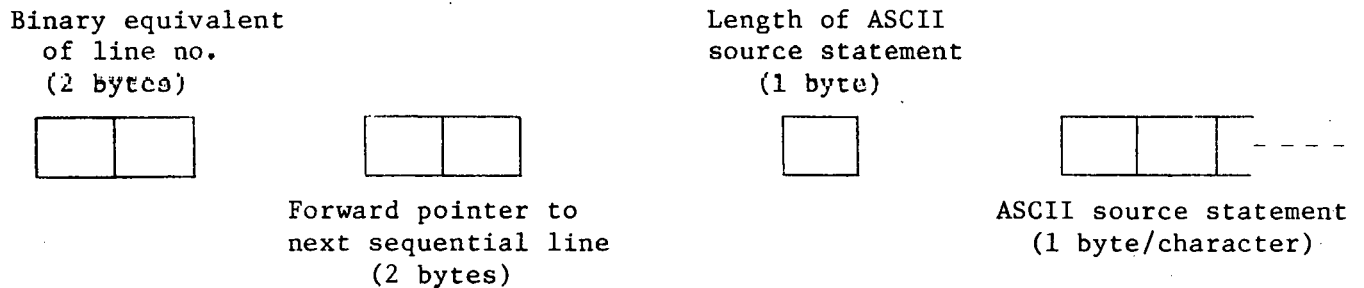 Binary equivalent
of line no.
(2 bytes)
Length of ASCII
source statement
(1 byte)
Forward pointer to
next sequential line
(2 bytes)
ASCII source statement
(1 byte/character)